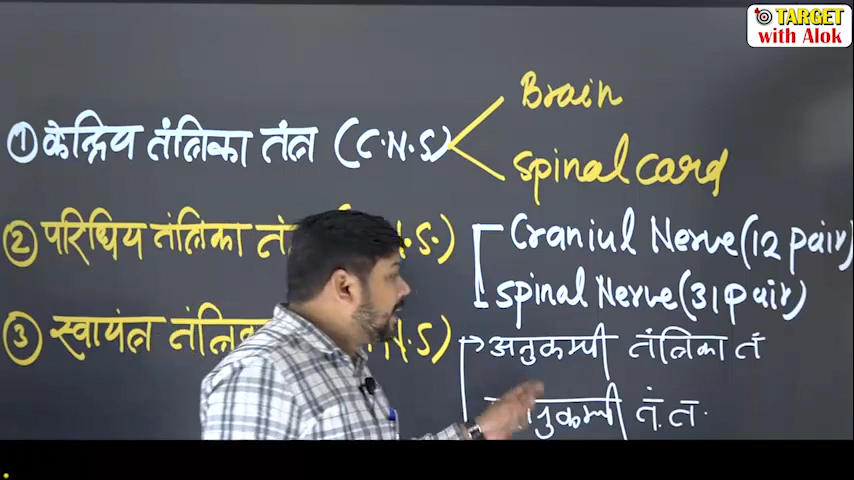 TARGET
with Alok
① केन्द्रिय तंत्रिका तंत्र (C.N.S)
Brain
Spinal card
② परिधिय तंत्रिका .S.)
Craniul Nerve (12 pair)
Spinal Nerve (31 pair)
③ स्वायंत्र .S)
अनुकम्पी तंत्रिका तं
तं. त.